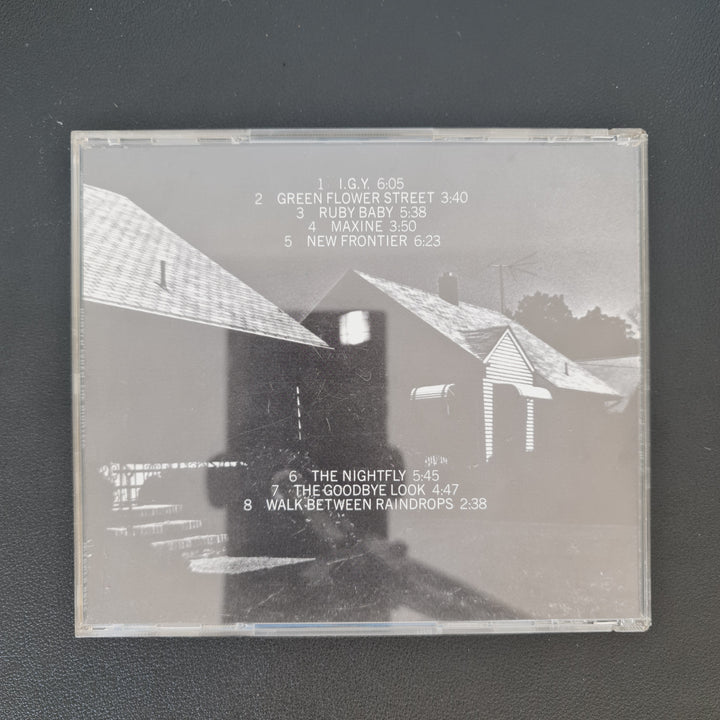 1 I.G.Y. 6:05
2 GREEN FLOWER STREET 3:40
3 RUBY BABY 5:38
4 MAXINE 3:50
5 NEW FRONTIER 6:23
6 THE NIGHTFLY 5:45
7 THE GOODBYE LOOK 4:47
8 WALK BETWEEN RAINDROPS 2:38